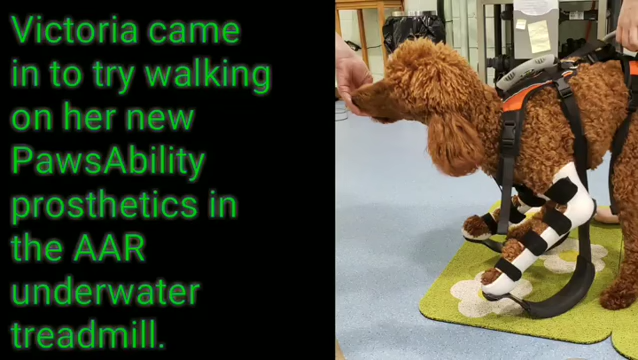 Victoria came
in to try walking
on her new
PawsAbility
prosthetics in
the AAR
underwater
treadmill.